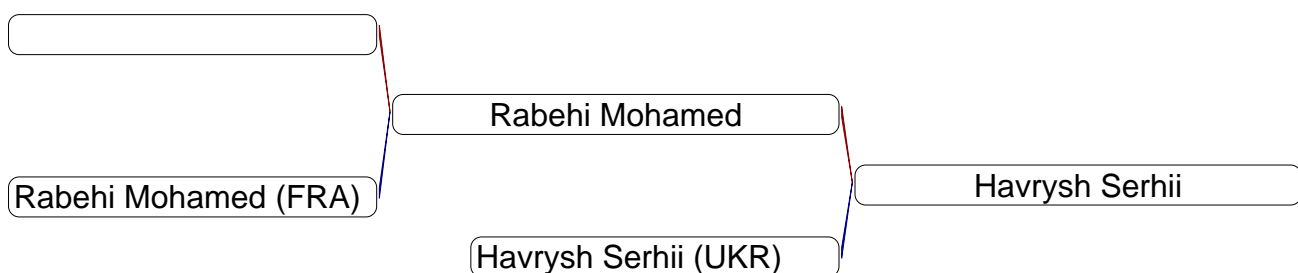 Rabehi Mohamed
Havrysh Serhii
Rabehi Mohamed (FRA)
Havrysh Serhii (UKR)